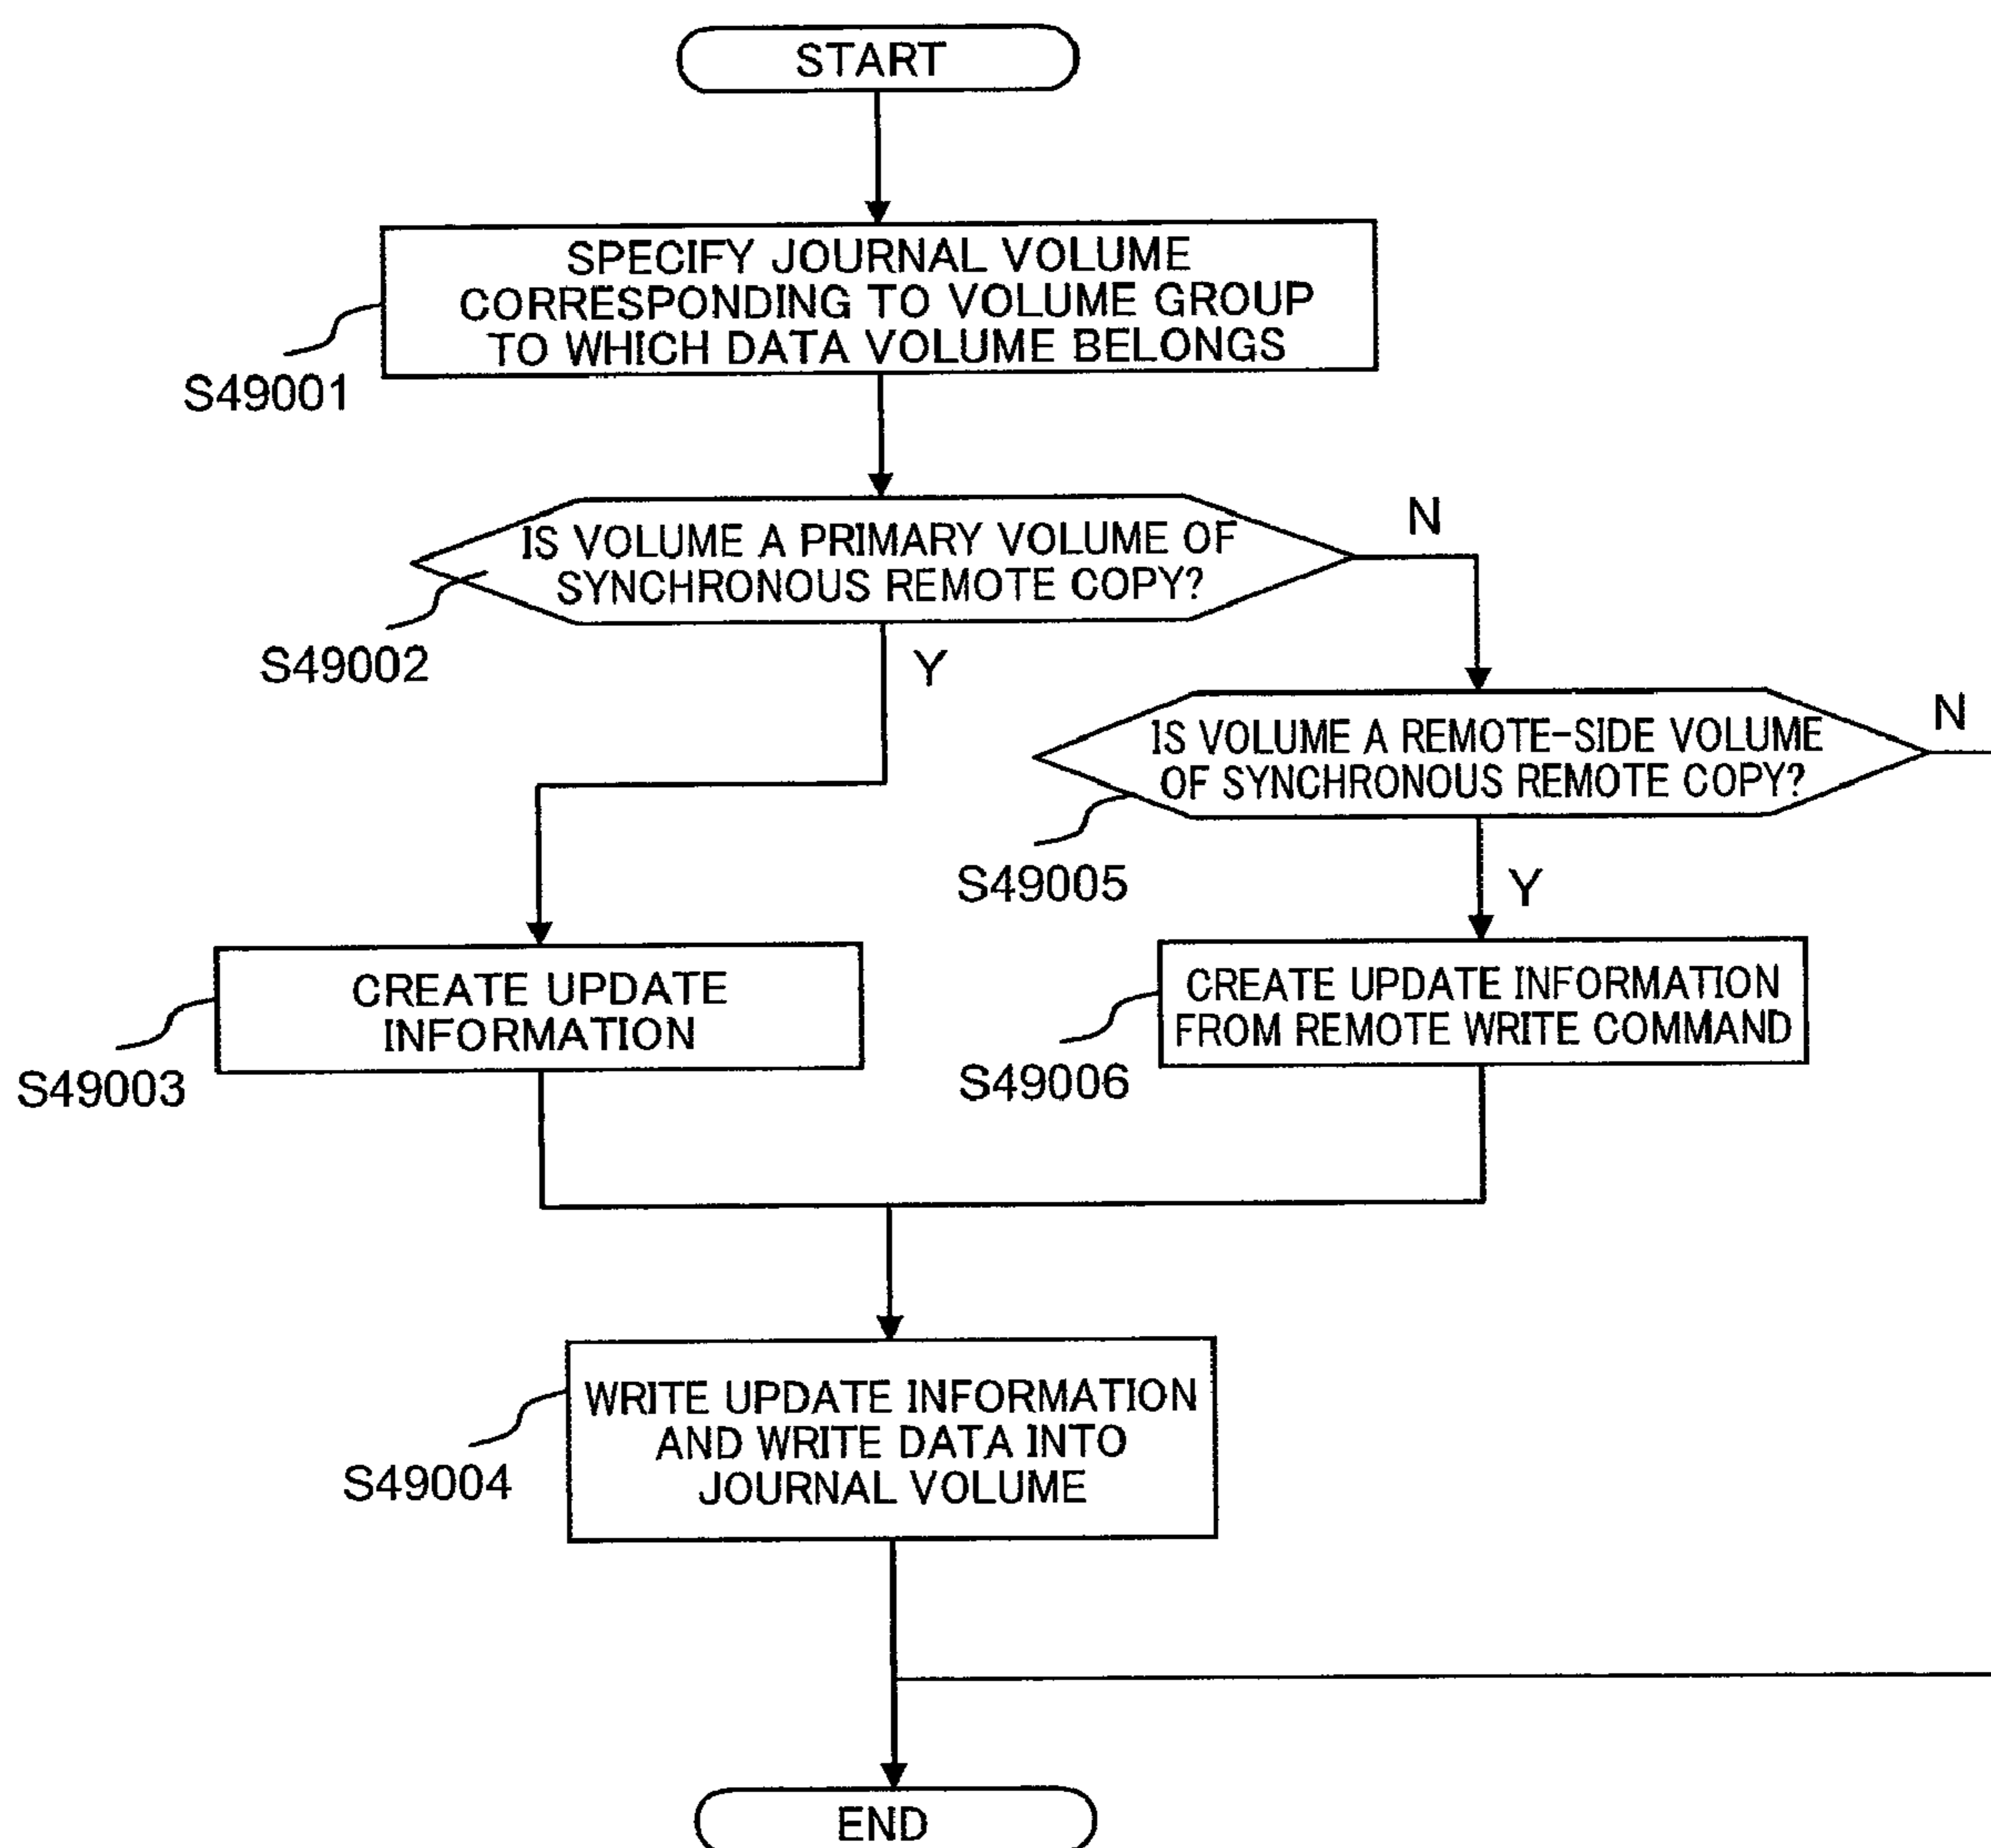 START
SPECIFY JOURNAL VOLUME
CORRESPONDING TO VOLUME GROUP
TO WHICH DATA VOLUME BELONGS
S49001
IS VOLUME A PRIMARY VOLUME OF
SYNCHRONOUS REMOTE COPY?
N
S49002
Y
IS VOLUME A REMOTE-SIDE VOLUME
OF SYNCHRONOUS REMOTE COPY?
N
S49005
Y
CREATE UPDATE
INFORMATION
S49003
CREATE UPDATE INFORMATION
FROM REMOTE WRITE COMMAND
S49006
WRITE UPDATE INFORMATION
AND WRITE DATA INTO
JOURNAL VOLUME
S49004
END